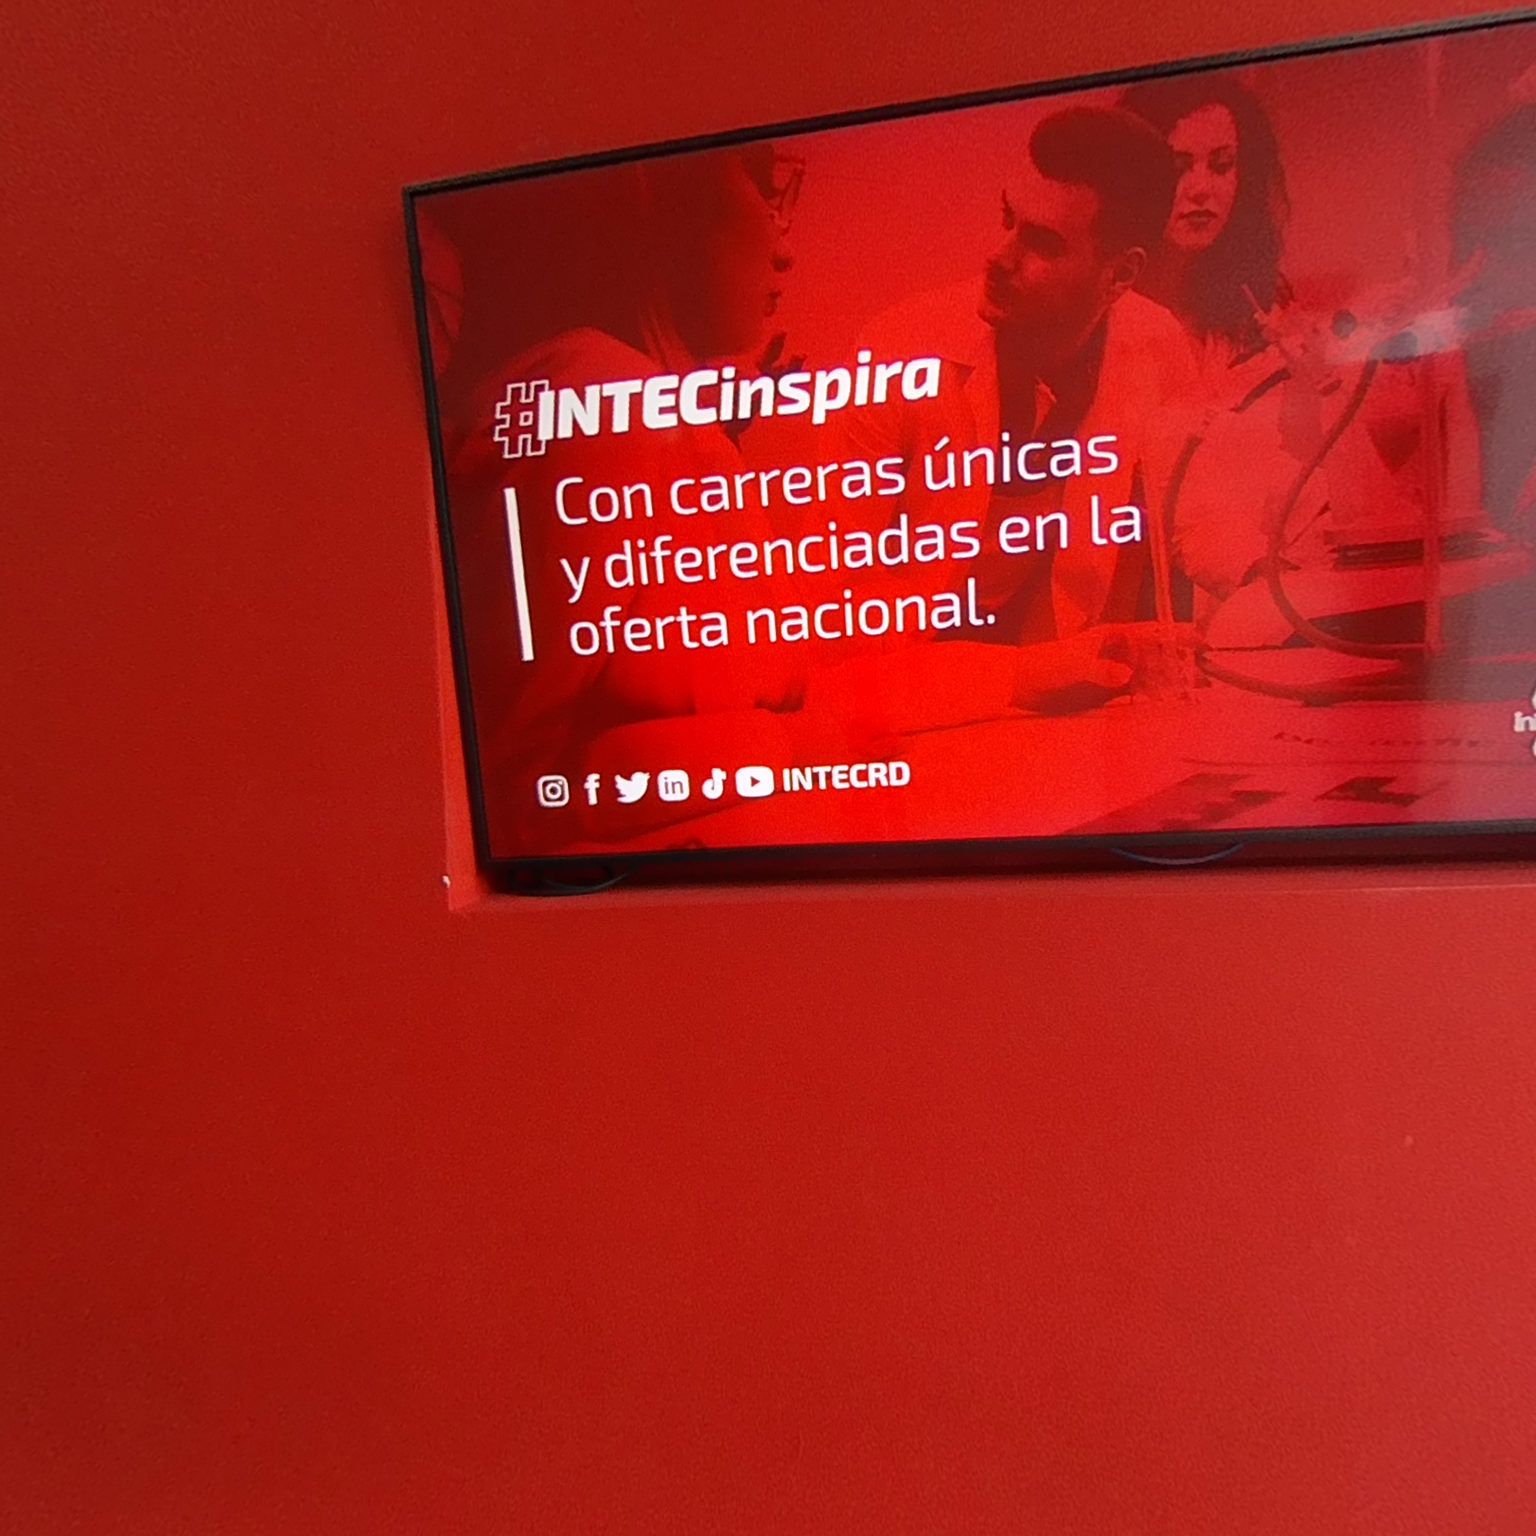 #INTECinspira
Con carreras únicas
y diferenciadas en la
oferta nacional.
INTECRD